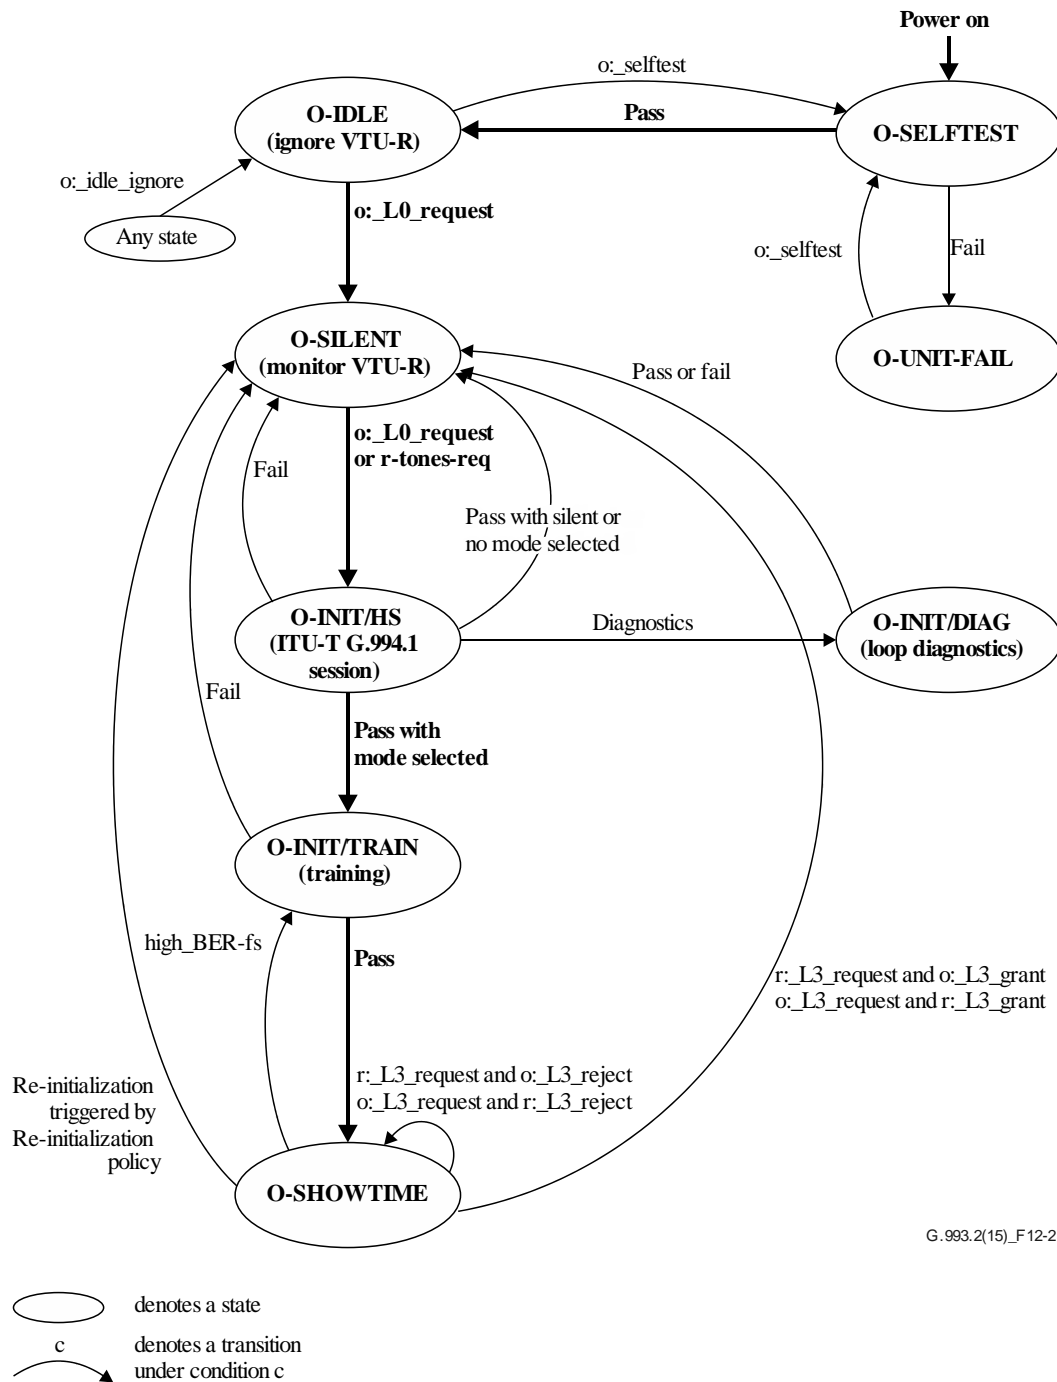 Power on
o:_selftest
O-IDLE
(ignore VTU-R)
Pass
O-SELFTEST
o:_idle_ignore
Any state
o:_L0_request
o:_selftest
Fail
O-SILENT
(monitor VTU-R)
O-UNIT-FAIL
Pass or fail
o:_L0_request
or r-tones-req
Fail
Pass with silent or
no mode selected
O-INIT/HS
(ITU-T G.994.1
session)
Diagnostics
O-INIT/DIAG
(loop diagnostics)
Fail
Pass with
mode selected
O-INIT/TRAIN
(training)
high_BER-fs
Pass
r:_L3_request and o:_L3_grant
o:_L3_request and r:_L3_grant
r:_L3_request and o:_L3_reject
o:_L3_request and r:_L3_reject
Re-initialization
triggered by
Re-initialization
policy
O-SHOWTIME
G.993.2(15)_F12-2
denotes a state
c
denotes a transition
under condition c